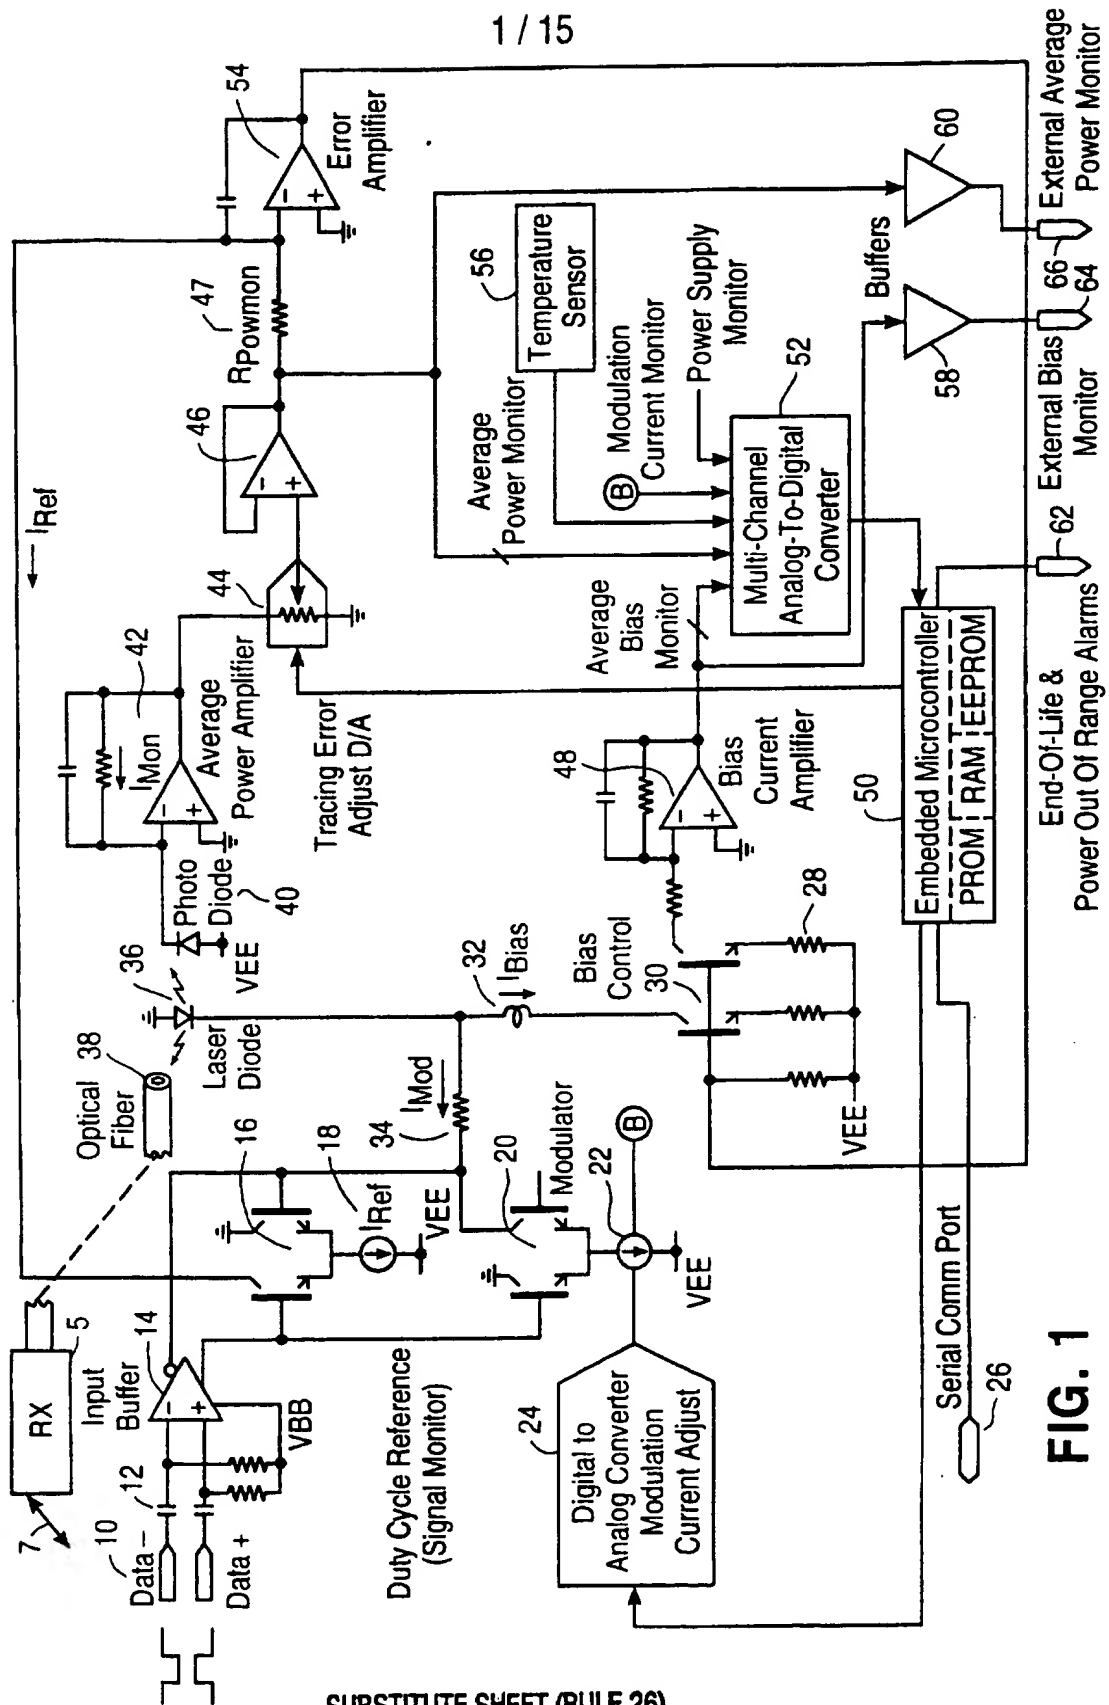 1 / 15
RX
5
7
10
Data –
Data +
12
Input
Buffer
14
VBB
Optical
Fiber
38
16
18
IRef
VEE
Duty Cycle Reference
(Signal Monitor)
24
Digital to
Analog Converter
Modulation
Current Adjust
20
Modulator
22
VEE
B
34
IMod
Laser
Diode
36
Photo
Diode
40
VEE
32
IBias
Bias
Control
30
28
VEE
IMon
42
Average
Power Amplifier
IRef
Tracing Error
Adjust D/A
44
46
RPowmon
47
54
Error
Amplifier
48
Bias
Current
Amplifier
Average
Bias
Monitor
Average
Power Monitor
56
Temperature
Sensor
B
Modulation
Current Monitor
Power Supply
Monitor
52
Multi-Channel
Analog-To-Digital
Converter
Buffers
58
60
50
Embedded Microcontroller
PROM
RAM
EEPROM
Serial Comm Port
26
End-Of-Life &
Power Out Of Range Alarms
62
External Bias
Monitor
64
66
External Average
Power Monitor
FIG. 1
SUBSTITUTE SHEET (RULE 26)